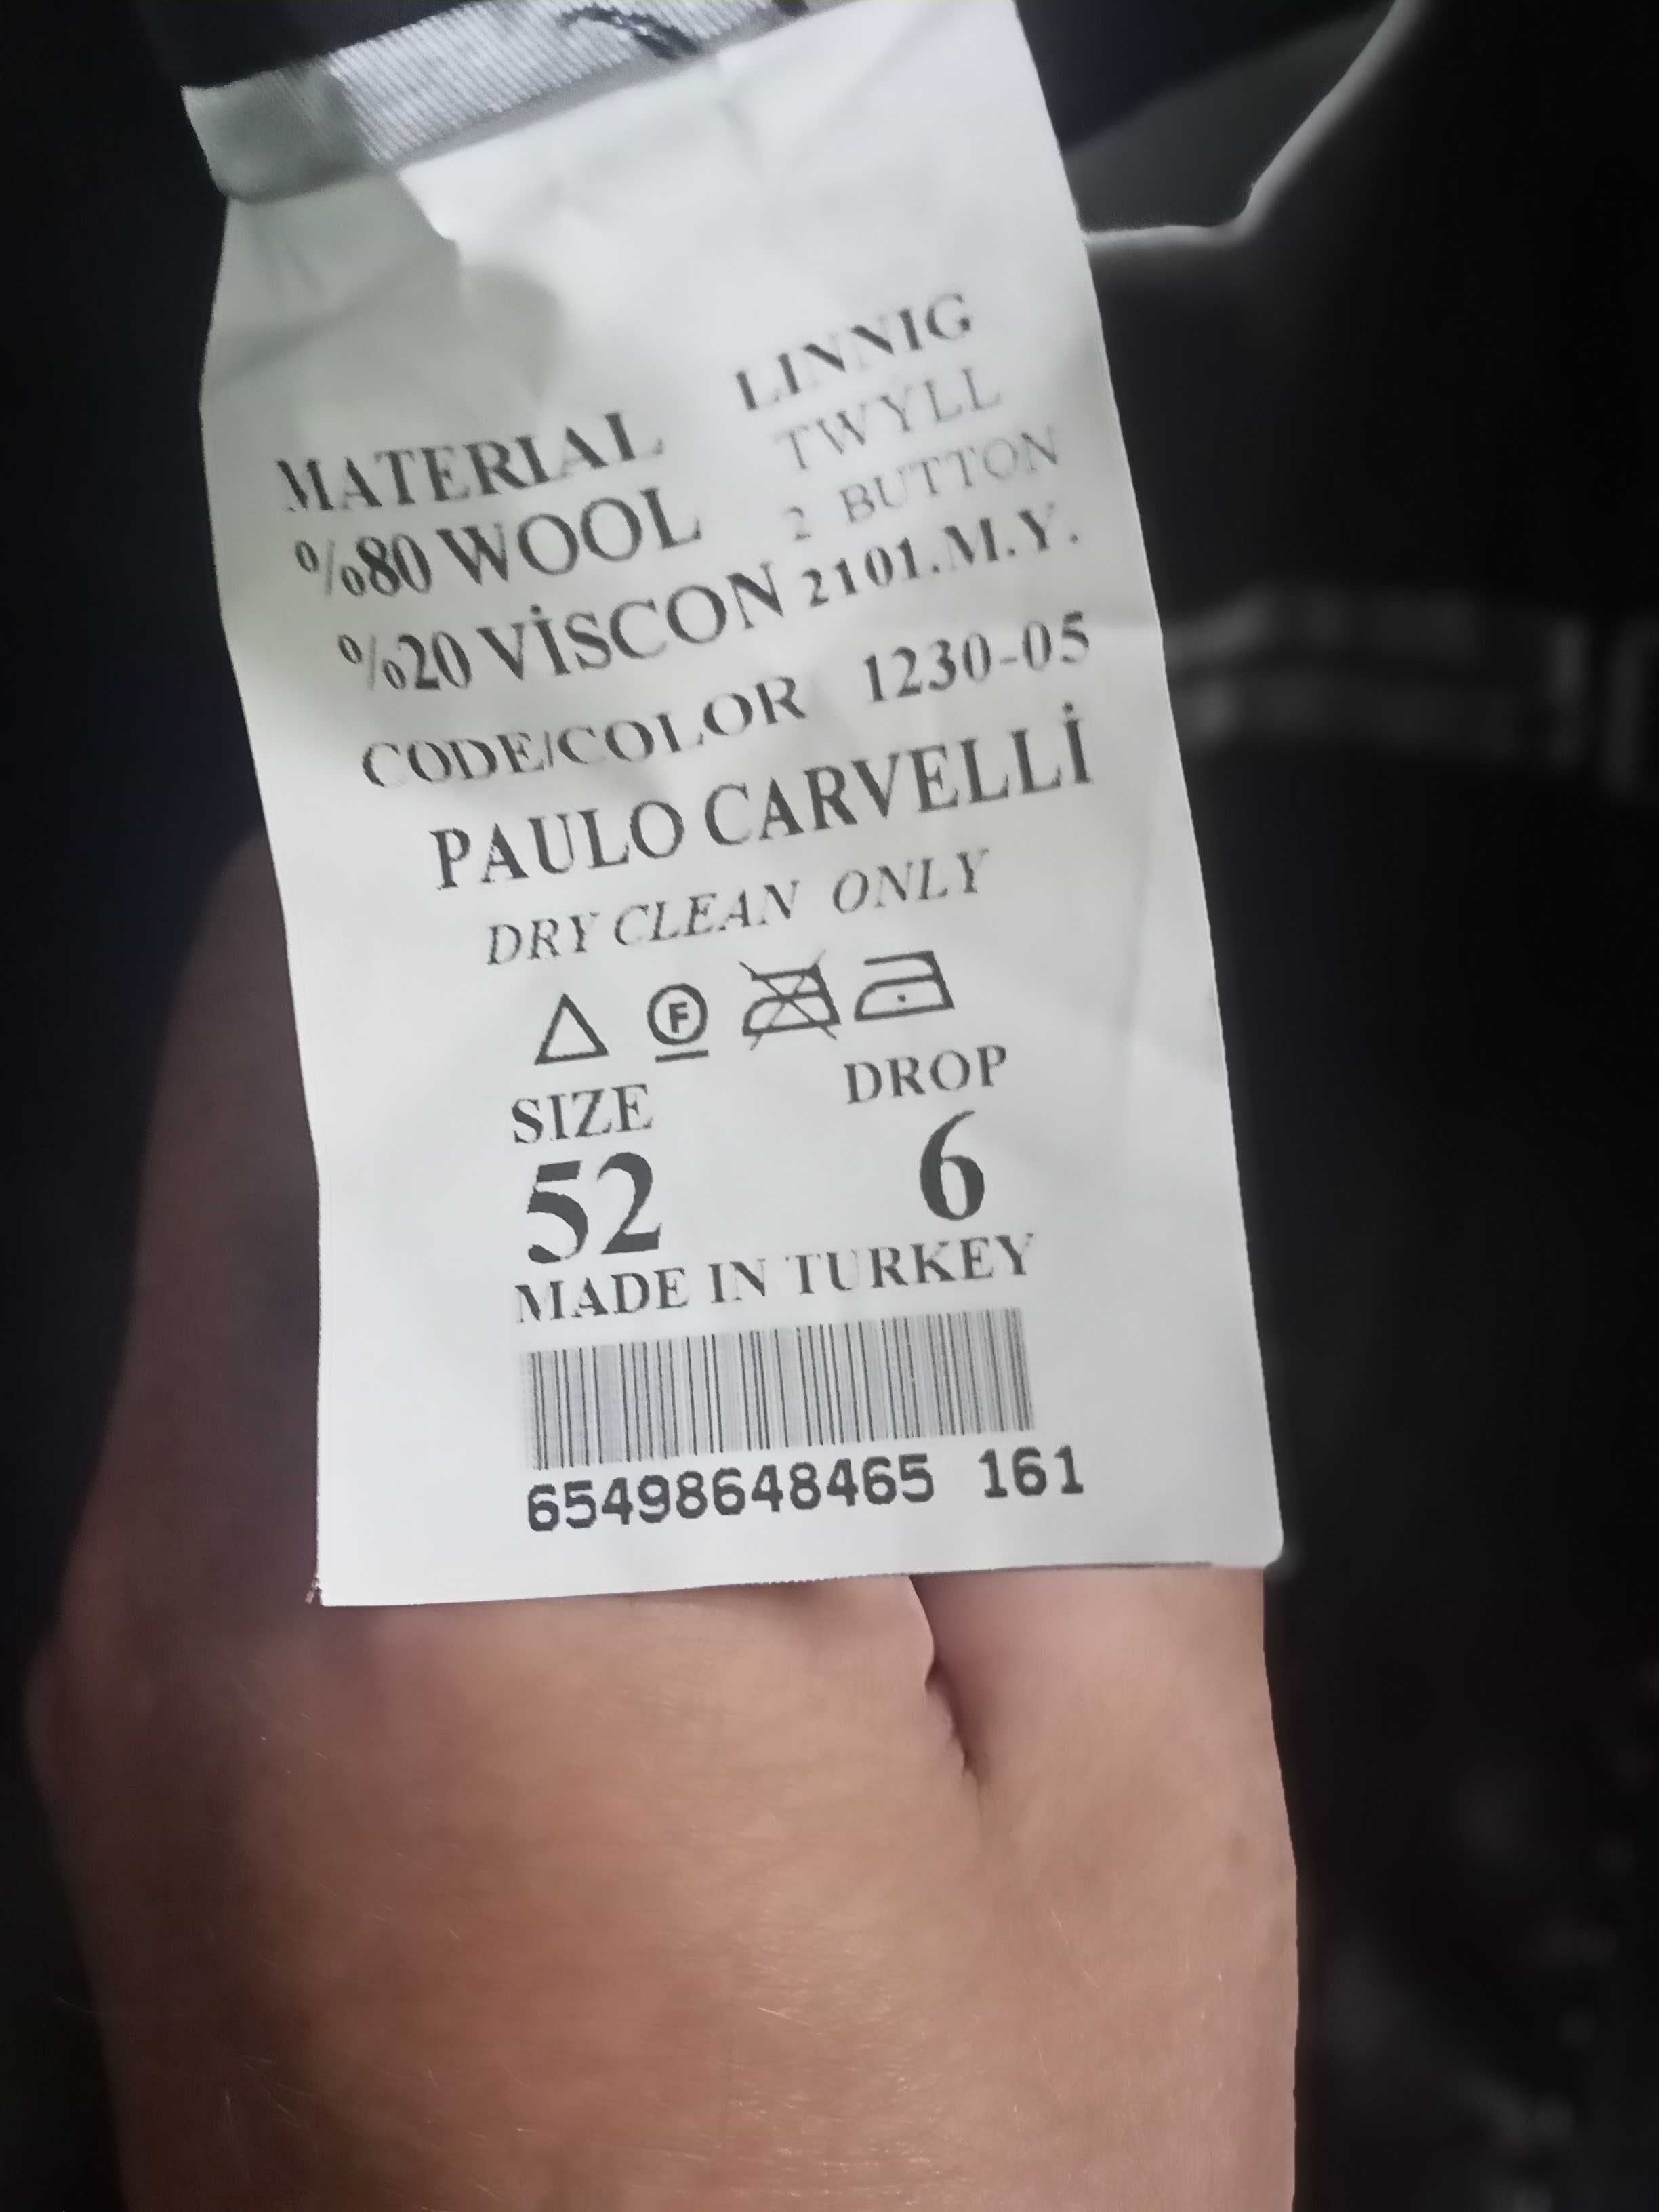 MATERIAL LINNIG
%80 WOOL TWYLL
2 BUTTON
%20 VİSCON 2101.M.Y.
CODE/COLOR 1230-05
PAULO CARVELLİ
DRY CLEAN ONLY
F
SIZE DROP
52 6
MADE IN TURKEY
65498648465 161